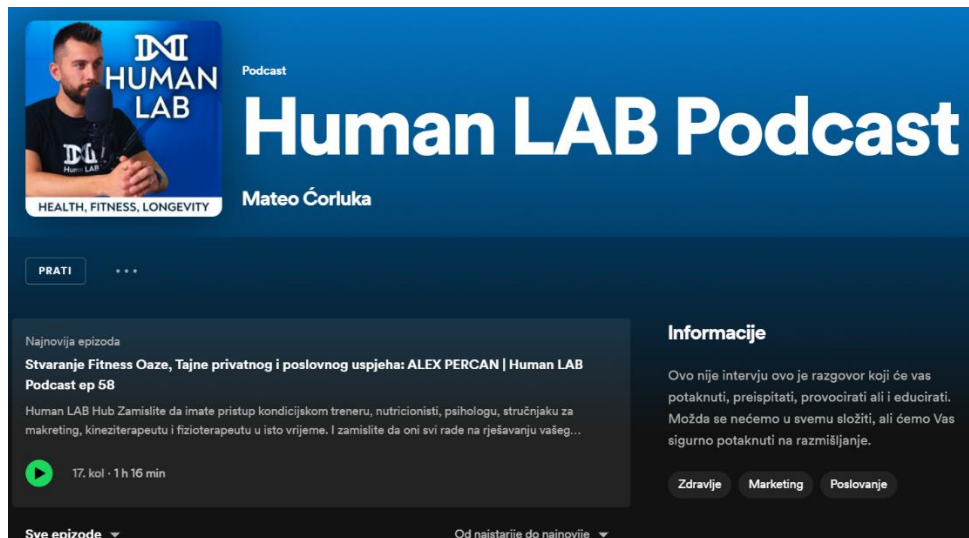 HUMAN
LAB
Human LAB
HEALTH, FITNESS, LONGEVITY
Podcast
Human LAB Podcast
Mateo Ćorluka
PRATI
Najnovija epizoda
Stvaranje Fitness Oaze, Tajne privatnog i poslovnog uspjeha: ALEX PERCAN | Human LAB
Podcast ep 58
Human LAB Hub Zamislite da imate pristup kondicijskom treneru, nutricionisti, psihologu, stručnjaku za
makreting, kineziterapeutu i fizioterapeutu u isto vrijeme. I zamislite da oni svi rade na rješavanju vašeg...
17. kol · 1 h 16 min
Informacije
Ovo nije intervju ovo je razgovor koji će vas
potaknuti, preispitati, provocirati ali i educirati.
Možda se nećemo u svemu složiti, ali ćemo Vas
sigurno potaknuti na razmišljanje.
Zdravlje Marketing Poslovanje
Sve epizode
Od najstarije do najnovije